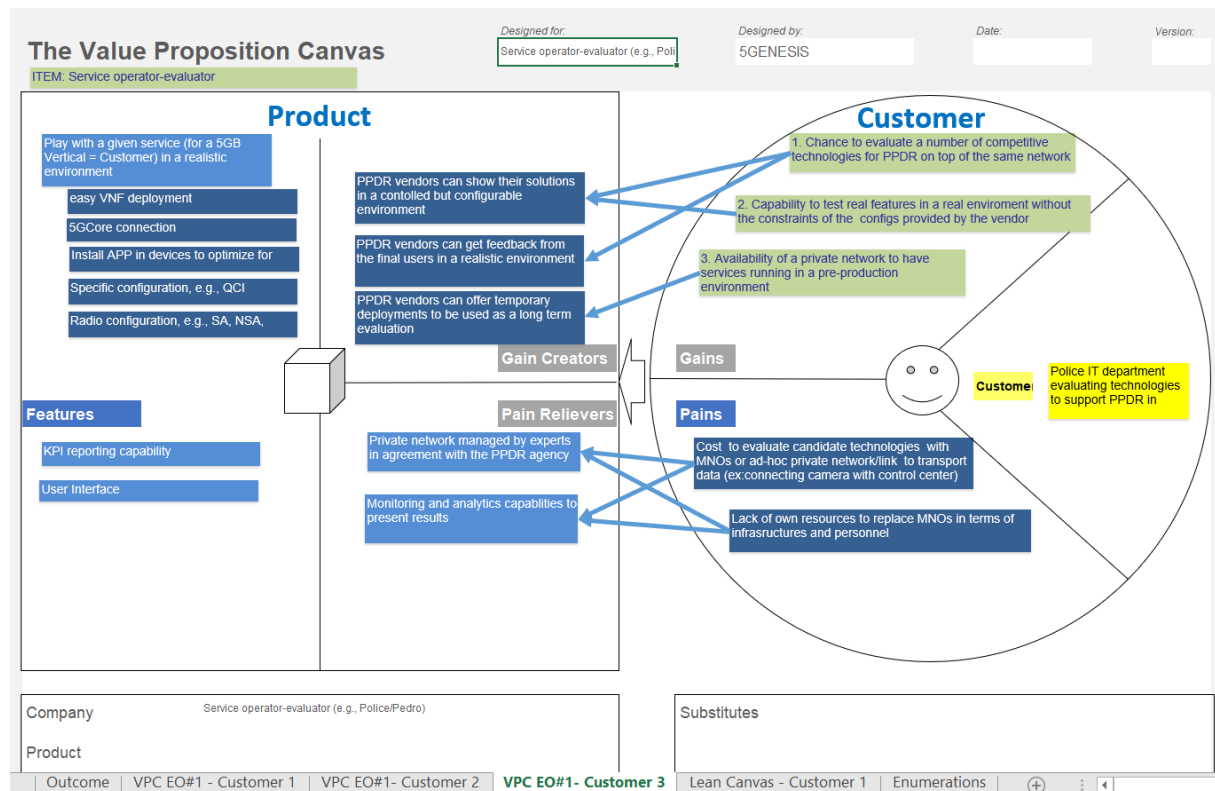 Designed for:
Designed by:
Date:
Version:
The Value Proposition Canvas
Service operator-evaluator (e.g., Poli
5GENESIS
ITEM: Service operator-evaluator
Product
Play with a given service (for a 5GB
Vertical = Customer) in a realistic
environment
easy VNF deployment
5GCore connection
Install APP in devices to optimize for
Specific configuration, e.g., QCI
Radio configuration, e.g., SA, NSA,
PPDR vendors can show their solutions
in a contolled but configurable
environment
PPDR vendors can get feedback from
the final users in a realistic environment
PPDR vendors can offer temporary
deployments to be used as a long term
evaluation
Gain Creators
Features
KPI reporting capability
User Interface
Pain Relievers
Private network managed by experts
in agreement with the PPDR agency
Monitoring and analytics capablities to
present results
Customer
1. Chance to evaluate a number of competitive
technologies for PPDR on top of the same network
2. Capability to test real features in a real enviroment without
the constraints of the configs provided by the vendor
3. Availability of a private network to have
services running in a pre-production
environment
Gains
Custome
Police IT department
evaluating technologies
to support PPDR in
Pains
Cost to evaluate candidate technologies with
MNOs or ad-hoc private network/link to transport
data (ex:connecting camera with control center)
Lack of own resources to replace MNOs in terms of
infrasructures and personnel
Company
Service operator-evaluator (e.g., Police/Pedro)
Product
Substitutes
Outcome
VPC EO#1 - Customer 1
VPC EO#1- Customer 2
VPC EO#1- Customer 3
Lean Canvas - Customer 1
Enumerations